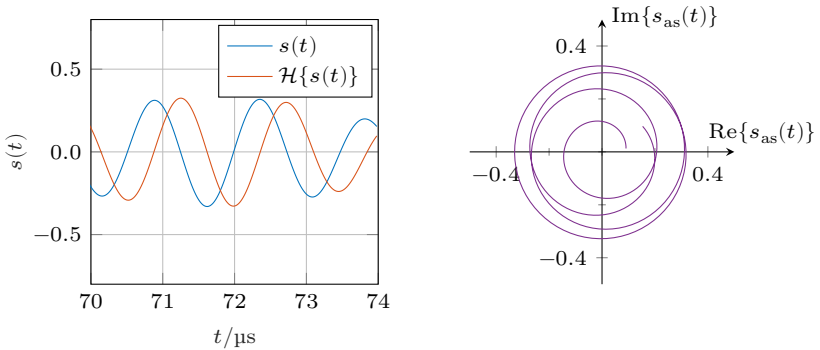 s(t)
0.5
0.0
−0.5
70 71 72 73 74
t/µs
s(t)
ℋ{s(t)}
Im{s_as(t)}
0.4
Re{s_as(t)}
−0.4 0.4
−0.4